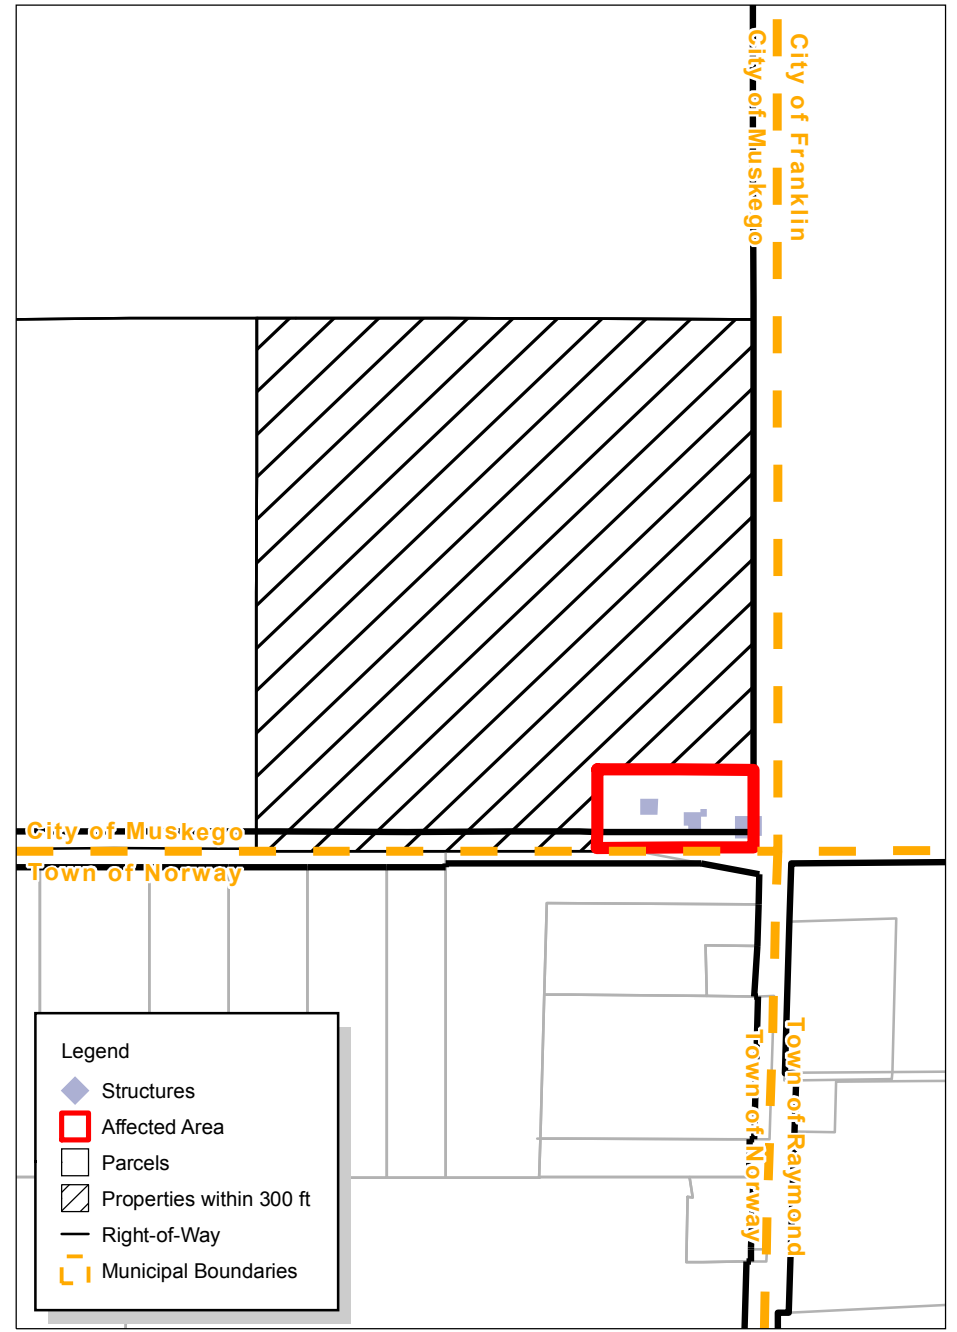 City of Franklin
City of Muskego
City of Muskego
Town of Norway
Town of Raymond
Town of Norway
Legend
Structures
Affected Area
Parcels
Properties within 300 ft
Right-of-Way
Municipal Boundaries